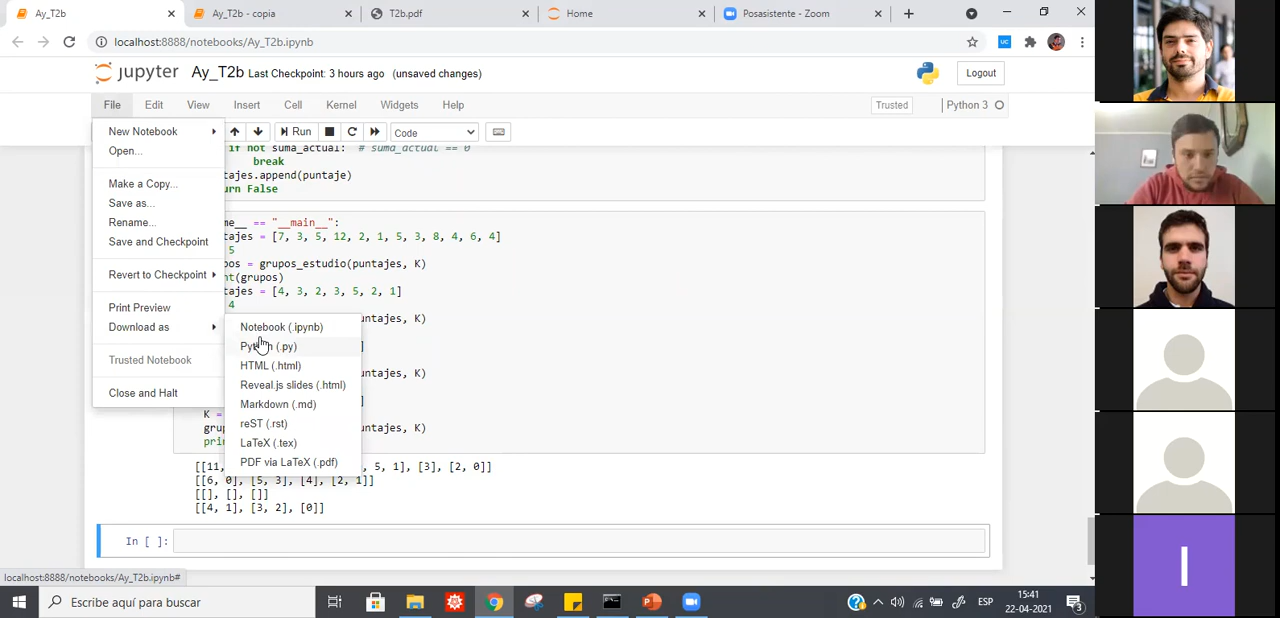 Ay_T2b
Ay_T2b - copia
T2b.pdf
Home
Posasistente - Zoom
localhost:8888/notebooks/Ay_T2b.ipynb
UC
jupyter Ay_T2b Last Checkpoint: 3 hours ago (unsaved changes)
Logout
File Edit View Insert Cell Kernel Widgets Help
Trusted
Python 3
New Notebook
Open...
Make a Copy...
Save as...
Rename...
Save and Checkpoint
Revert to Checkpoint
Print Preview
Download as
Trusted Notebook
Close and Halt
Run
Code
Notebook (.ipynb)
Python (.py)
HTML (.html)
Reveal.js slides (.html)
Markdown (.md)
reST (.rst)
LaTeX (.tex)
PDF via LaTeX (.pdf)
if not suma_actual: # suma_actual == 0
break
tajes.append(puntaje)
urn False
me__ == "__main__":
tajes = [7, 3, 5, 12, 2, 1, 5, 3, 8, 4, 6, 4]
5
pos = grupos_estudio(puntajes, K)
nt(grupos)
tajes = [4, 3, 2, 3, 5, 2, 1]
4
puntajes, K)
]
puntajes, K)
]
K =
gru
puntajes, K)
pri
[[11, , 5, 1], [3], [2, 0]]
[[6, 0], [5, 3], [4], [2, 1]]
[[], [], []]
[[4, 1], [3, 2], [0]]
In [ ]:
localhost:8888/notebooks/Ay_T2b.ipynb#
Escribe aquí para buscar
ESP
15:41
22-04-2021
3
I